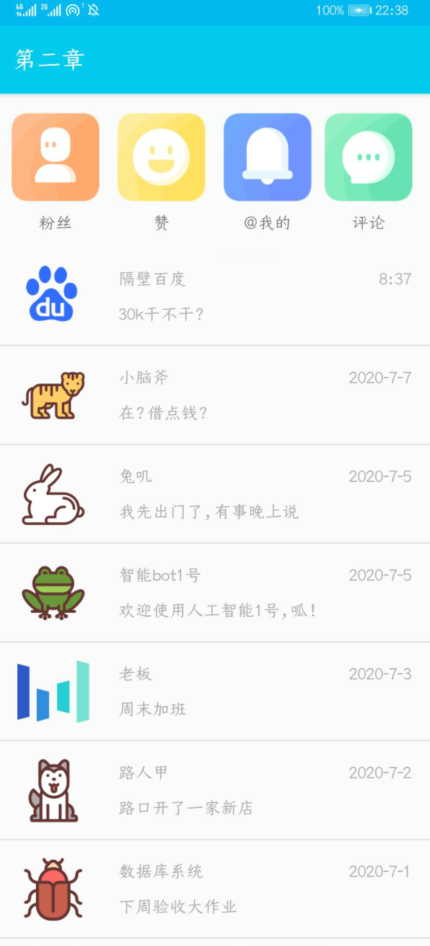 4G 2G 100% 22:38
第二章
粉丝 赞 @我的 评论
隔壁百度 8:37
du
30k干不干?
小脑斧 2020-7-7
在?借点钱?
兔叽 2020-7-5
我先出门了,有事晚上说
智能bot1号 2020-7-5
欢迎使用人工智能1号,呱!
老板 2020-7-3
周末加班
路人甲 2020-7-2
路口开了一家新店
数据库系统 2020-7-1
下周验收大作业